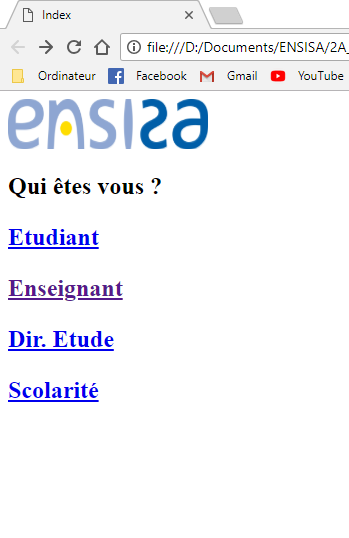 Index
file:///D:/Documents/ENSISA/2A_
Ordinateur Facebook Gmail YouTube
ensisa
Qui êtes vous ?
Etudiant
Enseignant
Dir. Etude
Scolarité